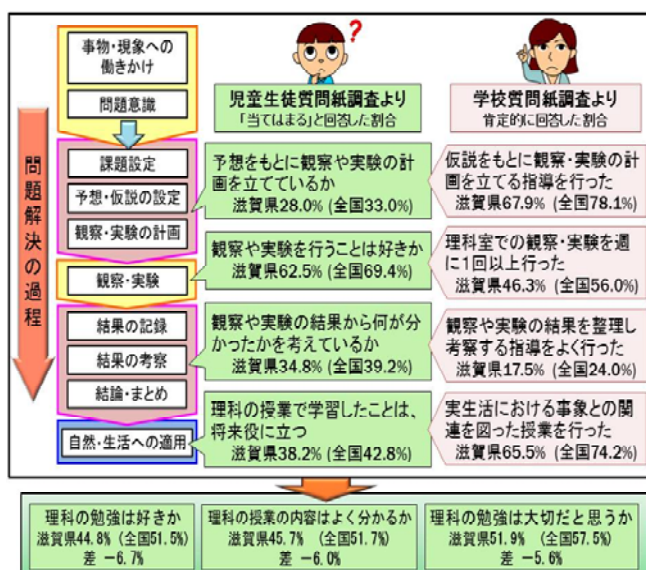 事物・現象への
働きかけ
問題意識
課題設定
予想・仮説の設定
観察・実験の計画
観察・実験
結果の記録
結果の考察
結論・まとめ
自然・生活への適用
問題解決の過程
?
児童生徒質問紙調査より
「当てはまる」と回答した割合
予想をもとに観察や実験の計
画を立てているか
滋賀県28.0% (全国33.0%)
観察や実験を行うことは好きか
滋賀県62.5% (全国69.4%)
観察や実験の結果から何が分
かったかを考えているか
滋賀県34.8% (全国39.2%)
理科の授業で学習したことは、
将来役に立つ
滋賀県38.2% (全国42.8%)
学校質問紙調査より
肯定的に回答した割合
仮説をもとに観察・実験の計
画を立てる指導を行った
滋賀県67.9% (全国78.1%)
理科室での観察・実験を週
に1回以上行った
滋賀県46.3% (全国56.0%)
観察や実験の結果を整理し
考察する指導をよく行った
滋賀県17.5% (全国24.0%)
実生活における事象との関
連を図った授業を行った
滋賀県65.5% (全国74.2%)
理科の勉強は好きか
滋賀県44.8% (全国51.5%)
差 −6.7%
理科の授業の内容はよく分かるか
滋賀県45.7% (全国51.7%)
差 −6.0%
理科の勉強は大切だと思うか
滋賀県51.9% (全国57.5%)
差 −5.6%